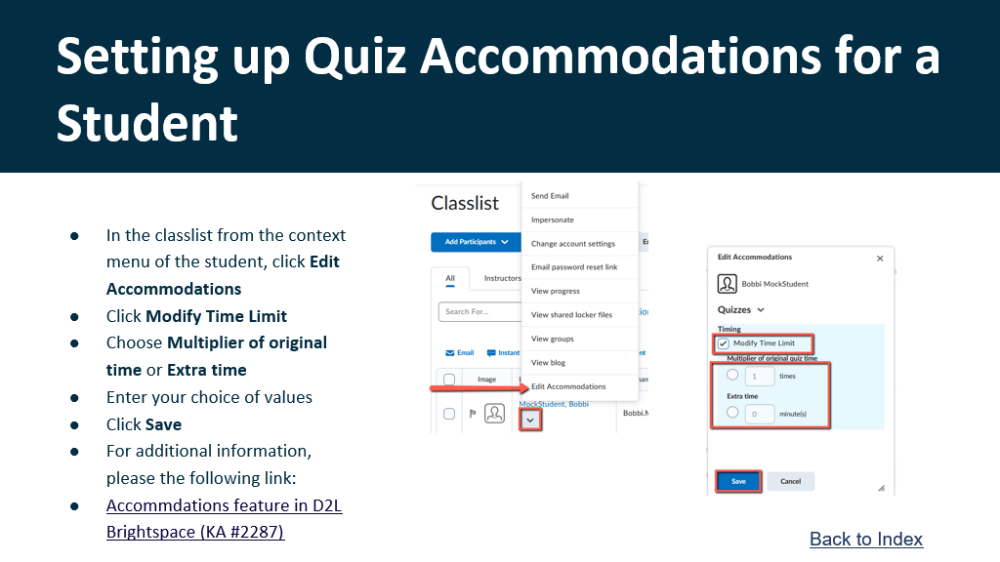 Setting up Quiz Accommodations for a
Student
● In the classlist from the context
menu of the student, click Edit
Accommodations
● Click Modify Time Limit
● Choose Multiplier of original
time or Extra time
● Enter your choice of values
● Click Save
● For additional information,
please the following link:
● Accommdations feature in D2L
Brightspace (KA #2287)
Classlist
Add Participants
All
Instructors
Search For...
Email
Instant
Image
MockStudent, Bobbi
Bobbi.M
Send Email
Impersonate
Change account settings
Email password reset link
View progress
View shared locker files
View groups
View blog
Edit Accommodations
Edit Accommodations
Bobbi MockStudent
Quizzes
Timing
Modify Time Limit
Multiplier of original quiz time
1 times
Extra time
0 minute(s)
Save
Cancel
Back to Index